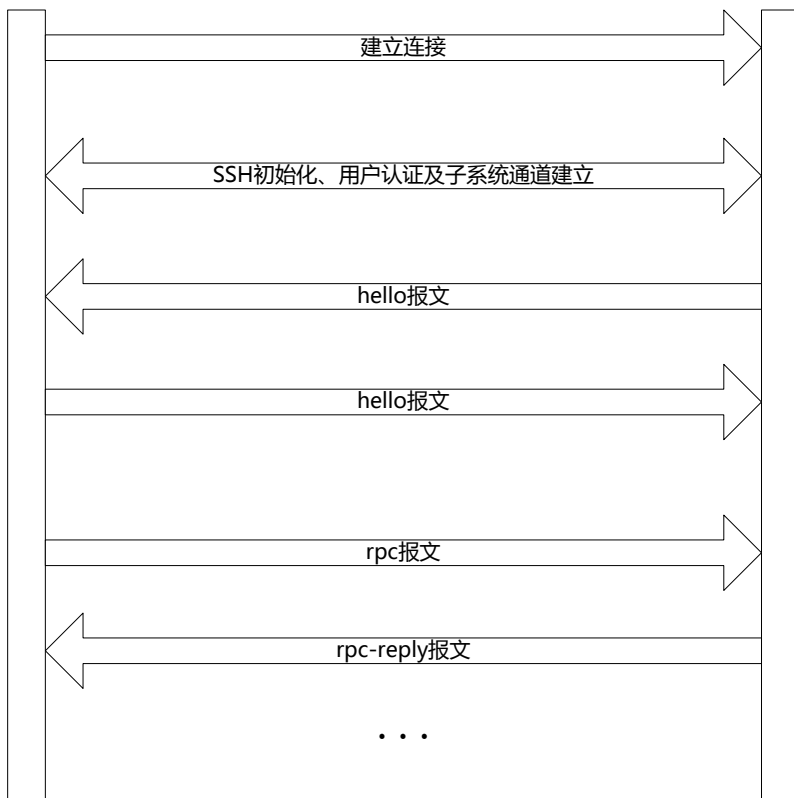 建立连接
SSH初始化、用户认证及子系统通道建立
hello报文
hello报文
rpc报文
rpc-reply报文
· · ·